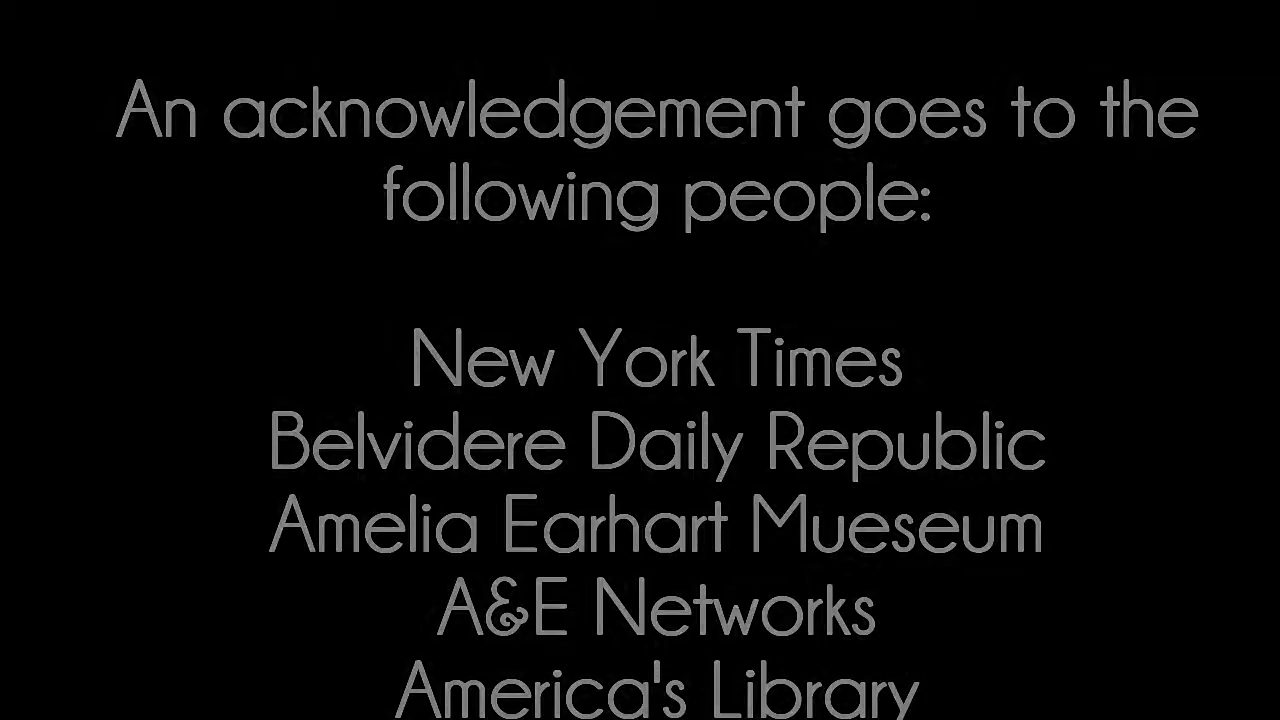 An acknowledgement goes to the
following people:
New York Times
Belvidere Daily Republic
Amelia Earhart Mueseum
A&E Networks
America's Library